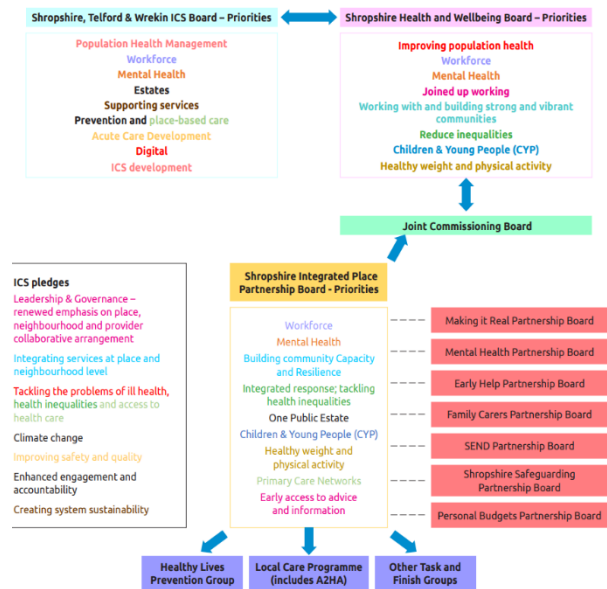 Shropshire, Telford & Wrekin ICS Board – Priorities
Population Health Management
Workforce
Mental Health
Estates
Supporting services
Prevention and place-based care
Acute Care Development
Digital
ICS development
Shropshire Health and Wellbeing Board – Priorities
Improving population health
Workforce
Mental Health
Joined up working
Working with and building strong and vibrant
communities
Reduce inequalities
Children & Young People (CYP)
Healthy weight and physical activity
Joint Commissioning Board
ICS pledges
Leadership & Governance –
renewed emphasis on place,
neighbourhood and provider
collaborative arrangement
Integrating services at place and
neighbourhood level
Tackling the problems of ill health,
health inequalities and access to
health care
Climate change
Improving safety and quality
Enhanced engagement and
accountability
Creating system sustainability
Shropshire Integrated Place
Partnership Board - Priorities
Workforce
Mental Health
Building community Capacity
and Resilience
Integrated response; tackling
health inequalities
One Public Estate
Children & Young People (CYP)
Healthy weight and
physical activity
Primary Care Networks
Early access to advice
and information
Making it Real Partnership Board
Mental Health Partnership Board
Early Help Partnership Board
Family Carers Partnership Board
SEND Partnership Board
Shropshire Safeguarding
Partnership Board
Personal Budgets Partnership Board
Healthy Lives
Prevention Group
Local Care Programme
(includes A2HA)
Other Task and
Finish Groups